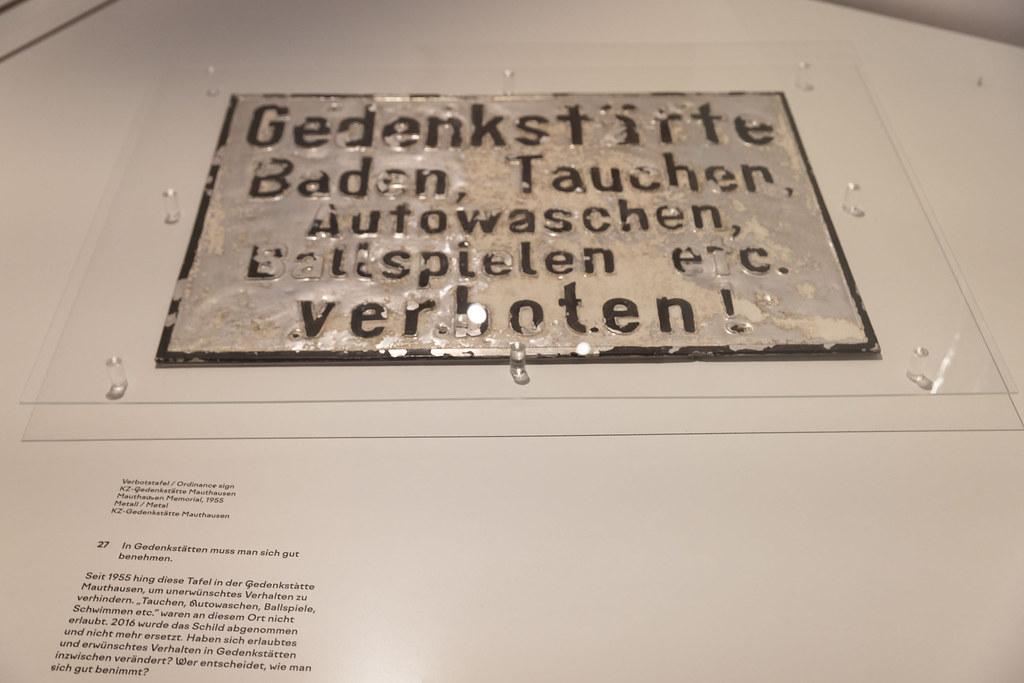 Gedenkstätte
Baden, Tauchen,
Autowaschen,
Ballspielen etc.
verboten!
Verbotstafel / Ordinance sign
KZ-Gedenkstätte Mauthausen
Mauthausen Memorial, 1955
Metall / Metal
KZ-Gedenkstätte Mauthausen
27 In Gedenkstätten muss man sich gut
benehmen.
Seit 1955 hing diese Tafel in der Gedenkstätte
Mauthausen, um unerwünschtes Verhalten zu
verhindern. „Tauchen, Autowaschen, Ballspiele,
Schwimmen etc.“ waren an diesem Ort nicht
erlaubt. 2016 wurde das Schild abgenommen
und nicht mehr ersetzt. Haben sich erlaubtes
und erwünschtes Verhalten in Gedenkstätten
inzwischen verändert? Wer entscheidet, wie man
sich gut benimmt?